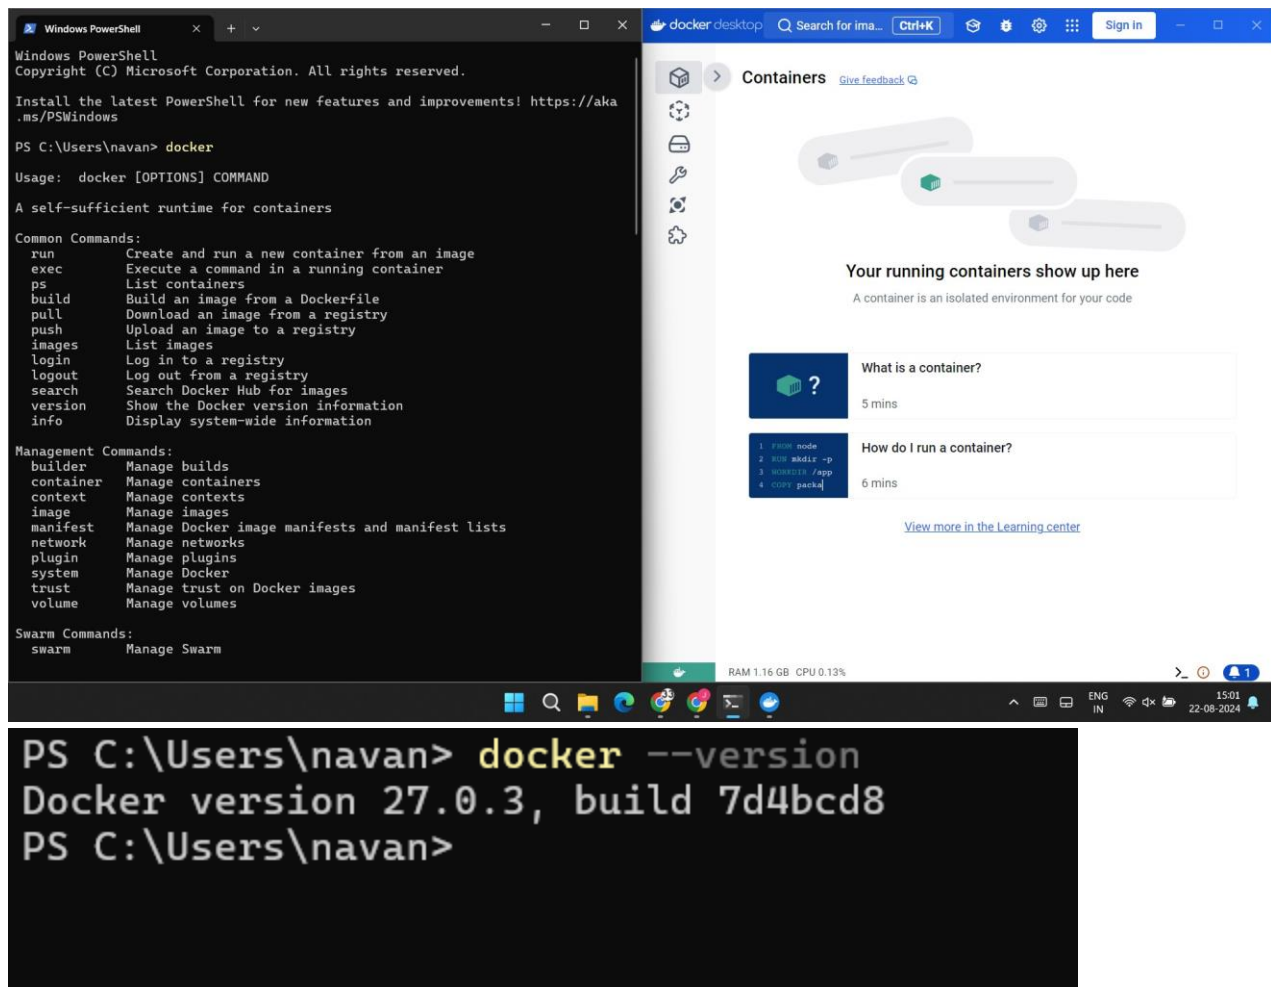 Windows PowerShell
Windows PowerShell
Copyright (C) Microsoft Corporation. All rights reserved.
Install the latest PowerShell for new features and improvements! https://aka
.ms/PSWindows
PS C:\Users\navan> docker
Usage:  docker [OPTIONS] COMMAND
A self-sufficient runtime for containers
Common Commands:
  run         Create and run a new container from an image
  exec        Execute a command in a running container
  ps          List containers
  build       Build an image from a Dockerfile
  pull        Download an image from a registry
  push        Upload an image to a registry
  images      List images
  login       Log in to a registry
  logout      Log out from a registry
  search      Search Docker Hub for images
  version     Show the Docker version information
  info        Display system-wide information
Management Commands:
  builder     Manage builds
  container   Manage containers
  context     Manage contexts
  image       Manage images
  manifest    Manage Docker image manifests and manifest lists
  network     Manage networks
  plugin      Manage plugins
  system      Manage Docker
  trust       Manage trust on Docker images
  volume      Manage volumes
Swarm Commands:
  swarm       Manage Swarm
docker desktop Search for ima... Ctrl+K Sign in
Containers Give feedback
Your running containers show up here
A container is an isolated environment for your code
?
What is a container?
5 mins
1 FROM node
2 RUN mkdir -p
3 WORKDIR /app
4 COPY packa
How do I run a container?
6 mins
View more in the Learning center
RAM 1.16 GB CPU 0.13%
1
33
ENG
IN
15:01
22-08-2024
PS C:\Users\navan> docker --version
Docker version 27.0.3, build 7d4bcd8
PS C:\Users\navan>